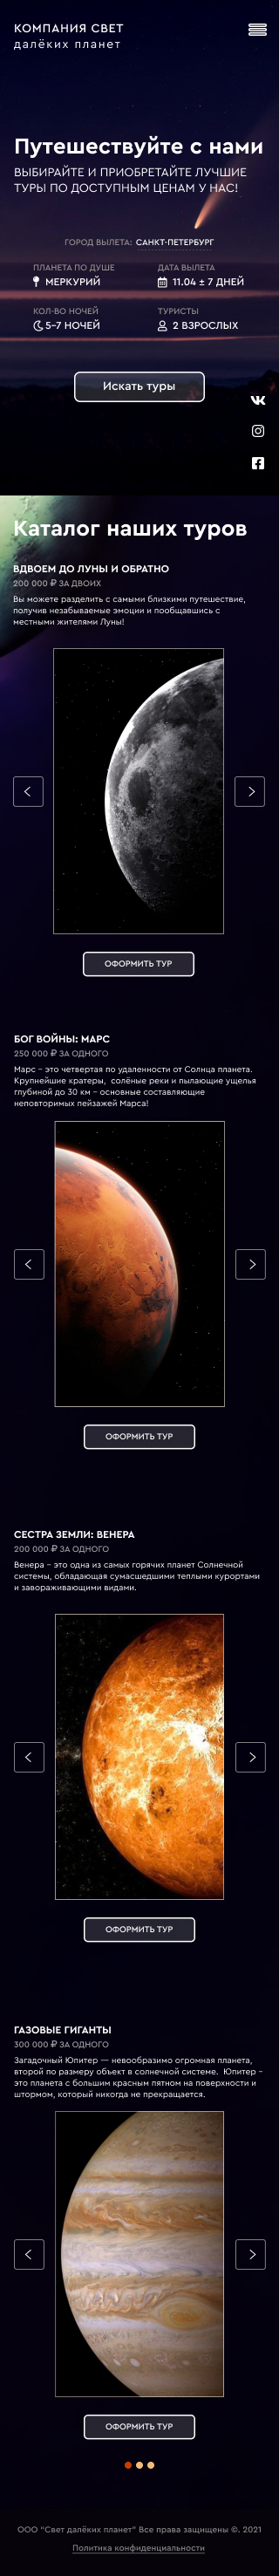 КОМПАНИЯ СВЕТ
далёких планет
Путешествуйте с нами
ВЫБИРАЙТЕ И ПРИОБРЕТАЙТЕ ЛУЧШИЕ
ТУРЫ ПО ДОСТУПНЫМ ЦЕНАМ У НАС!
ГОРОД ВЫЛЕТА: САНКТ-ПЕТЕРБУРГ
ПЛАНЕТА ПО ДУШЕ
МЕРКУРИЙ
ДАТА ВЫЛЕТА
11.04 ± 7 ДНЕЙ
КОЛ-ВО НОЧЕЙ
5-7 НОЧЕЙ
ТУРИСТЫ
2 ВЗРОСЛЫХ
Искать туры
Каталог наших туров
ВДВОЕМ ДО ЛУНЫ И ОБРАТНО
200 000 ₽ ЗА ДВОИХ
Вы можете разделить с самыми близкими путешествие,
получив незабываемые эмоции и пообщавшись с
местными жителями Луны!
ОФОРМИТЬ ТУР
БОГ ВОЙНЫ: МАРС
250 000 ₽ ЗА ОДНОГО
Марс – это четвертая по удаленности от Солнца планета.
Крупнейшие кратеры, солёные реки и пылающие ущелья
глубиной до 30 км – основные составляющие
неповторимых пейзажей Марса!
ОФОРМИТЬ ТУР
СЕСТРА ЗЕМЛИ: ВЕНЕРА
200 000 ₽ ЗА ОДНОГО
Венера – это одна из самых горячих планет Солнечной
системы, обладающая сумасшедшими теплыми курортами
и завораживающими видами.
ОФОРМИТЬ ТУР
ГАЗОВЫЕ ГИГАНТЫ
300 000 ₽ ЗА ОДНОГО
Загадочный Юпитер — невообразимо огромная планета,
второй по размеру объект в солнечной системе. Юпитер –
это планета с большим красным пятном на поверхности и
штормом, который никогда не прекращается.
ОФОРМИТЬ ТУР
ООО "Свет далёких планет" Все права защищены ©. 2021
Политика конфиденциальности